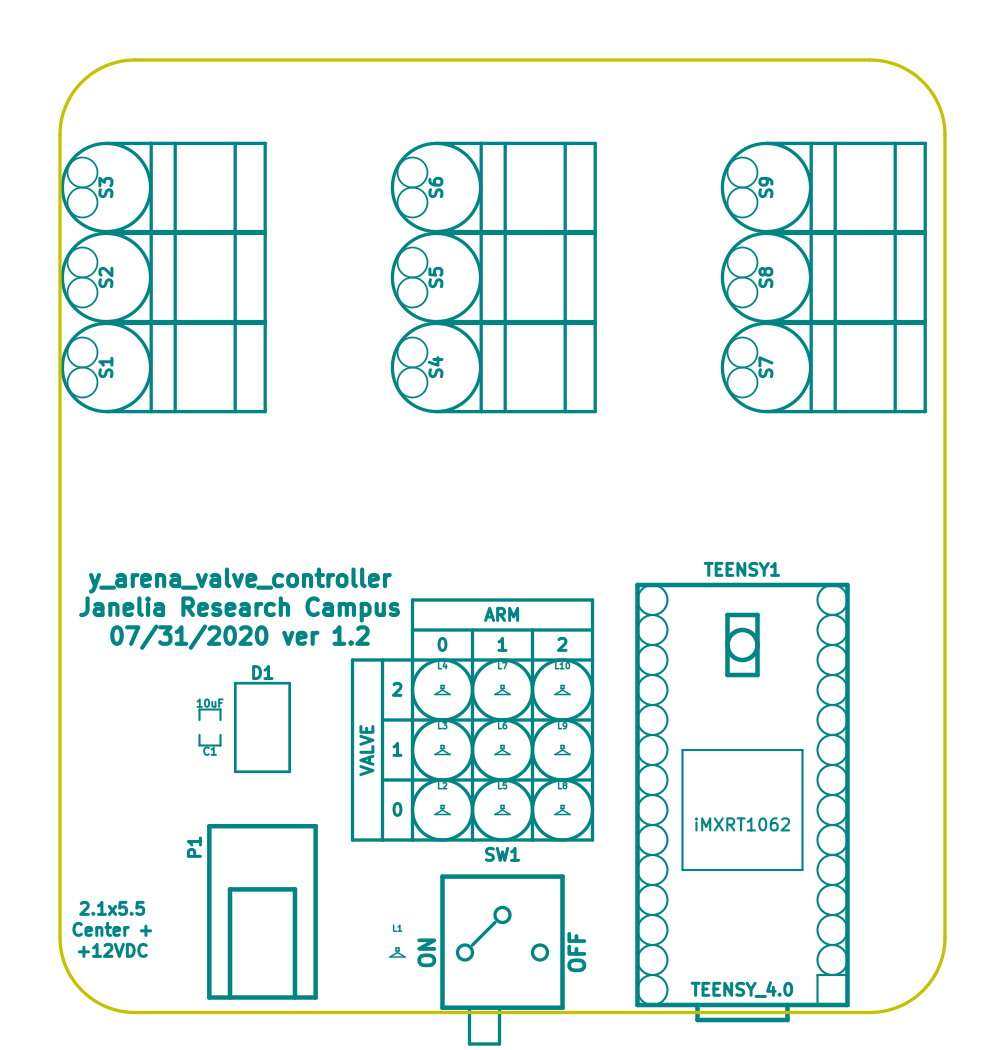 S3
S6
S9
S2
S5
S8
S1
S4
S7
TEENSY1
y_arena_valve_controller
Janelia Research Campus
07/31/2020 ver 1.2
ARM
0 1 2
L4 L7 L10
2
L3 L6 L9
VALVE
1
L2 L5 L8
0
D1
10uF
C1
iMXRT1062
P1
SW1
2.1x5.5
Center +
+12VDC
L1
ON
OFF
TEENSY_4.0